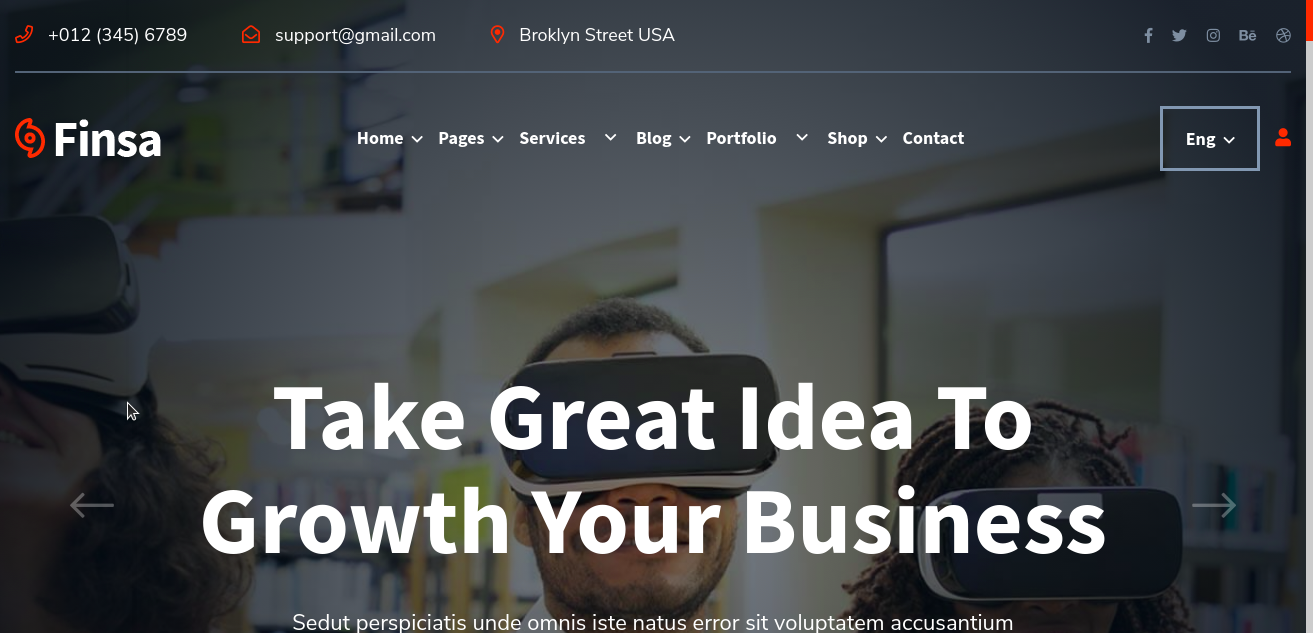 +012 (345) 6789 support@gmail.com Broklyn Street USA
Finsa Home Pages Services Blog Portfolio Shop Contact Eng
Take Great Idea To
Growth Your Business
Sedut perspiciatis unde omnis iste natus error sit voluptatem accusantium